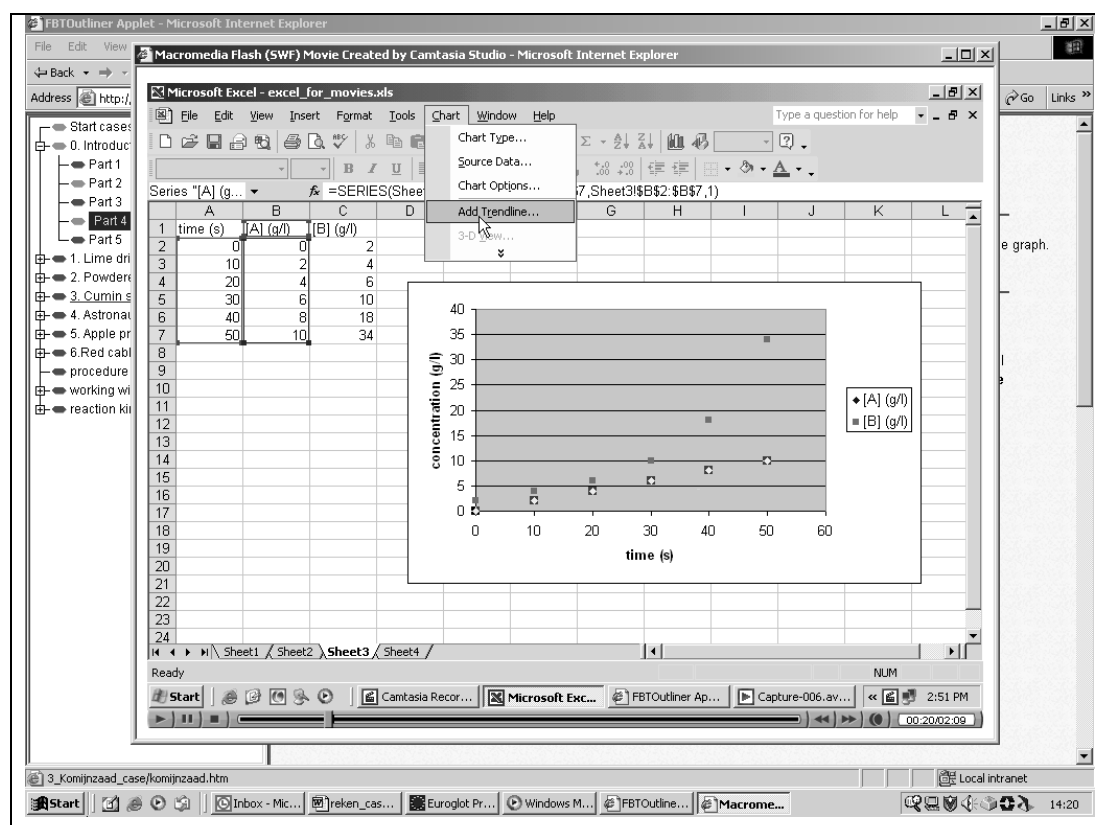 FBTOutliner Applet - Microsoft Internet Explorer
File Edit View
Macromedia Flash (SWF) Movie Created by Camtasia Studio - Microsoft Internet Explorer
Back
Address http:/
Go Links »
Microsoft Excel - excel_for_movies.xls
File Edit View Insert Format Tools Chart Window Help
Type a question for help
Chart Type...
Source Data...
Chart Options...
Add Trendline...
3-D View...
B I U
Series "[A] (g... fx =SERIES(Shee
7,Sheet3!$B$2:$B$7,1)
A B C D G H I J K L
1 time (s) [A] (g/l) [B] (g/l)
2 0 0 2
3 10 2 4
4 20 4 6
5 30 6 10
6 40 8 18
7 50 10 34
8
9
10
11
12
13
14
15
16
17
18
19
20
21
22
23
24
40
35
30
25
20
15
10
5
0
concentration (g/l)
0 10 20 30 40 50 60
time (s)
[A] (g/l)
[B] (g/l)
Sheet1 Sheet2 Sheet3 Sheet4
Ready
NUM
Start Camtasia Recor... Microsoft Exc... FBTOutliner Ap... Capture-006.av... « 2:51 PM
00:20/02:09
Start cases
0. Introduc
Part 1
Part 2
Part 3
Part 4
Part 5
1. Lime dri
2. Powdere
3. Cumin s
4. Astronau
5. Apple pr
6.Red cabl
procedure
working wi
reaction ki
e graph.
3_Komijnzaad_case/komijnzaad.htm
Local intranet
Start Inbox - Mic... reken_cas... Euroglot Pr... Windows M... FBTOutline... Macrome... 14:20